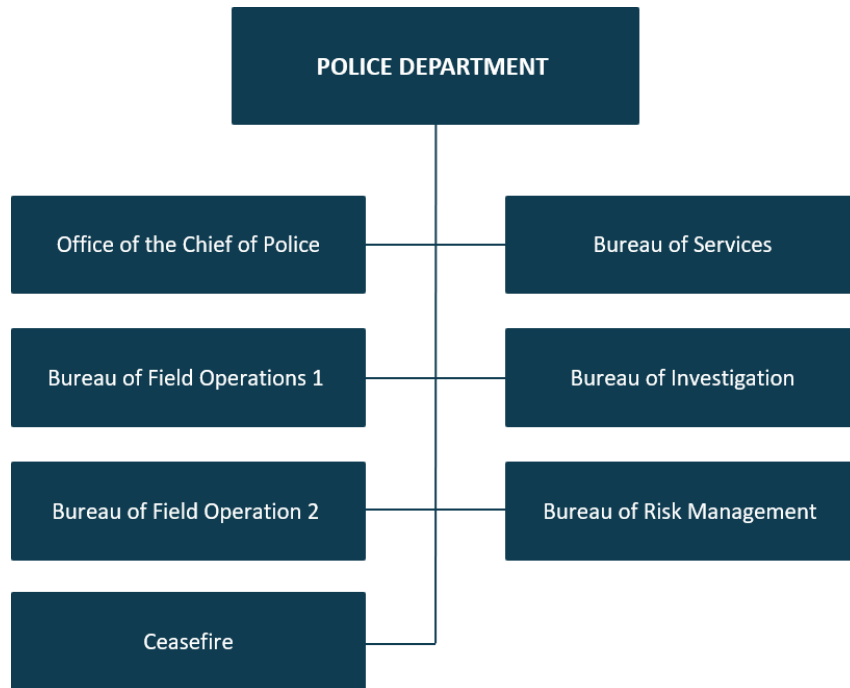 POLICE DEPARTMENT
Office of the Chief of Police
Bureau of Services
Bureau of Field Operations 1
Bureau of Investigation
Bureau of Field Operation 2
Bureau of Risk Management
Ceasefire